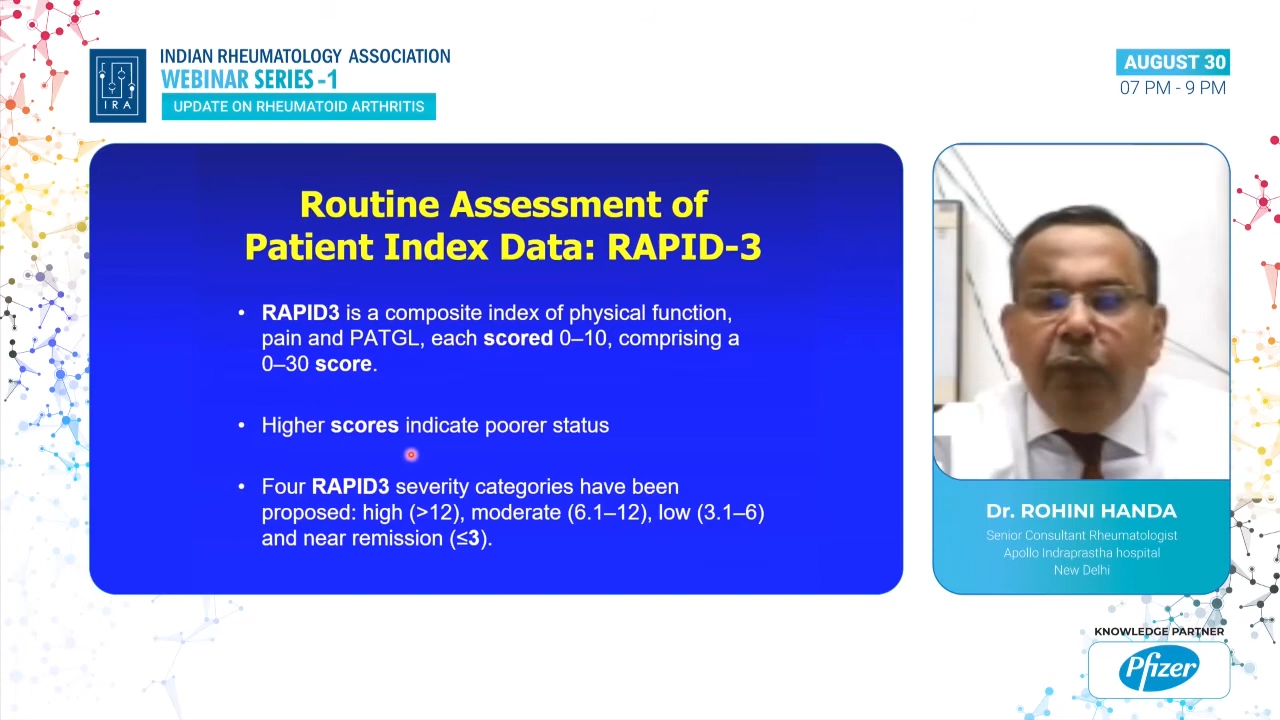 INDIAN RHEUMATOLOGY ASSOCIATION
WEBINAR SERIES -1
UPDATE ON RHEUMATOID ARTHRITIS
IRA
AUGUST 30
07 PM - 9 PM
Routine Assessment of
Patient Index Data: RAPID-3
• RAPID3 is a composite index of physical function,
pain and PATGL, each scored 0–10, comprising a
0–30 score.
• Higher scores indicate poorer status
• Four RAPID3 severity categories have been
proposed: high (>12), moderate (6.1–12), low (3.1–6)
and near remission (≤3).
Dr. ROHINI HANDA
Senior Consultant Rheumatologist
Apollo Indraprastha hospital
New Delhi
KNOWLEDGE PARTNER
Pfizer